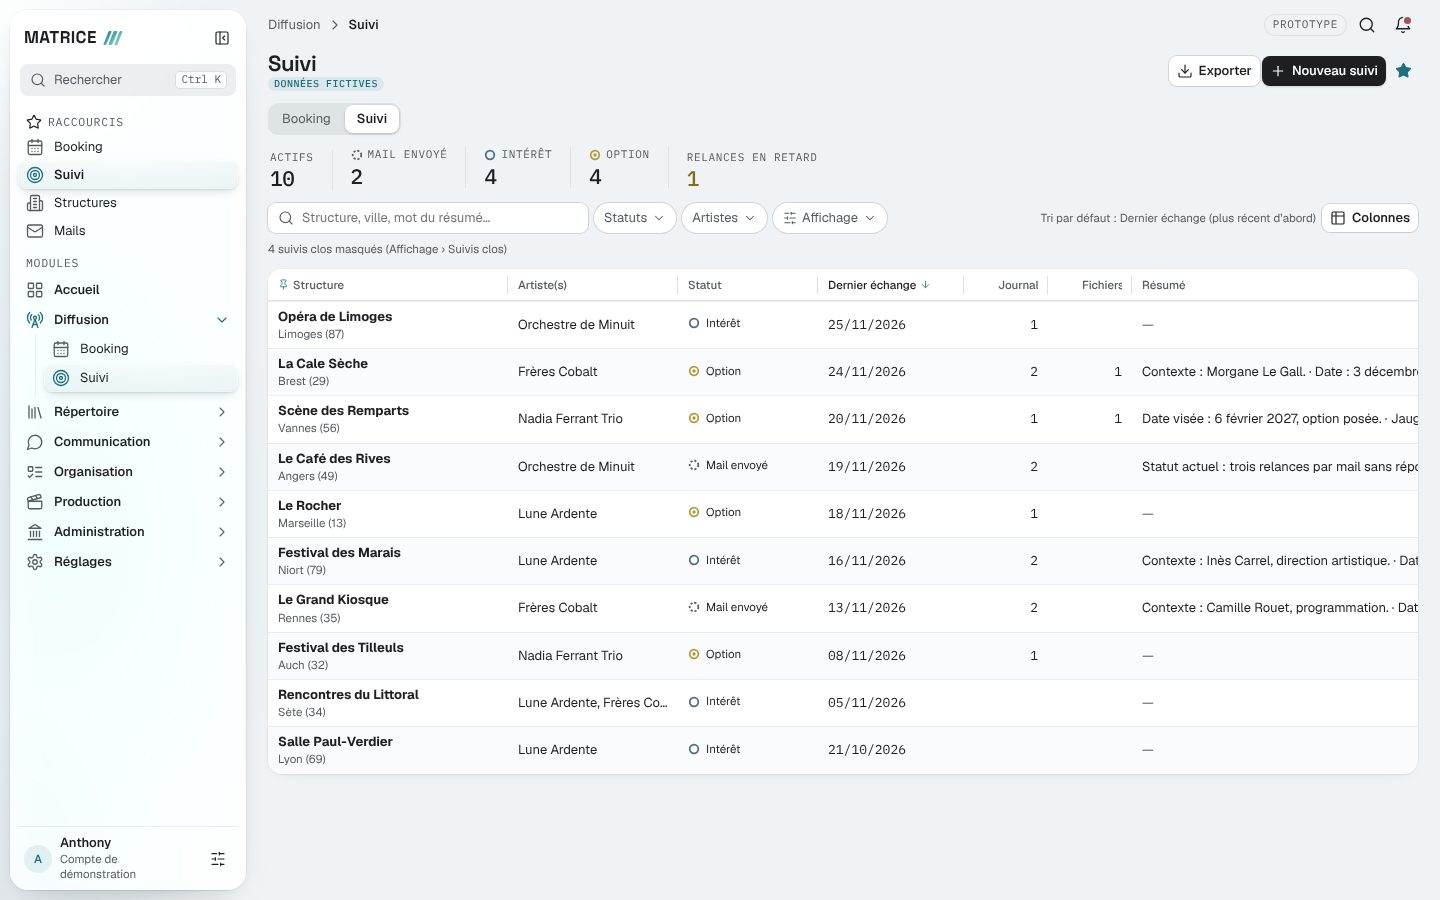 MATRICE
Rechercher Ctrl K
RACCOURCIS
Booking
Suivi
Structures
Mails
MODULES
Accueil
Diffusion
Booking
Suivi
Répertoire
Communication
Organisation
Production
Administration
Réglages
A
Anthony
Compte de
démonstration
Diffusion Suivi
PROTOTYPE
Suivi
DONNÉES FICTIVES
Exporter
Nouveau suivi
Booking Suivi
ACTIFS MAIL ENVOYÉ INTÉRÊT OPTION RELANCES EN RETARD
10 2 4 4 1
Structure, ville, mot du résumé… Statuts Artistes Affichage
Tri par défaut : Dernier échange (plus récent d'abord) Colonnes
4 suivis clos masqués (Affichage › Suivis clos)
Structure Artiste(s) Statut Dernier échange Journal Fichiers Résumé
Opéra de Limoges
Limoges (87)
Orchestre de Minuit Intérêt 25/11/2026 1 —
La Cale Sèche
Brest (29)
Frères Cobalt Option 24/11/2026 2 1 Contexte : Morgane Le Gall. · Date : 3 décembre
Scène des Remparts
Vannes (56)
Nadia Ferrant Trio Option 20/11/2026 1 1 Date visée : 6 février 2027, option posée. · Jaug
Le Café des Rives
Angers (49)
Orchestre de Minuit Mail envoyé 19/11/2026 2 Statut actuel : trois relances par mail sans répo
Le Rocher
Marseille (13)
Lune Ardente Option 18/11/2026 1 —
Festival des Marais
Niort (79)
Lune Ardente Intérêt 16/11/2026 2 Contexte : Inès Carrel, direction artistique. · Dat
Le Grand Kiosque
Rennes (35)
Frères Cobalt Mail envoyé 13/11/2026 2 Contexte : Camille Rouet, programmation. · Dat
Festival des Tilleuls
Auch (32)
Nadia Ferrant Trio Option 08/11/2026 1 —
Rencontres du Littoral
Sète (34)
Lune Ardente, Frères Co… Intérêt 05/11/2026 —
Salle Paul-Verdier
Lyon (69)
Lune Ardente Intérêt 21/10/2026 —